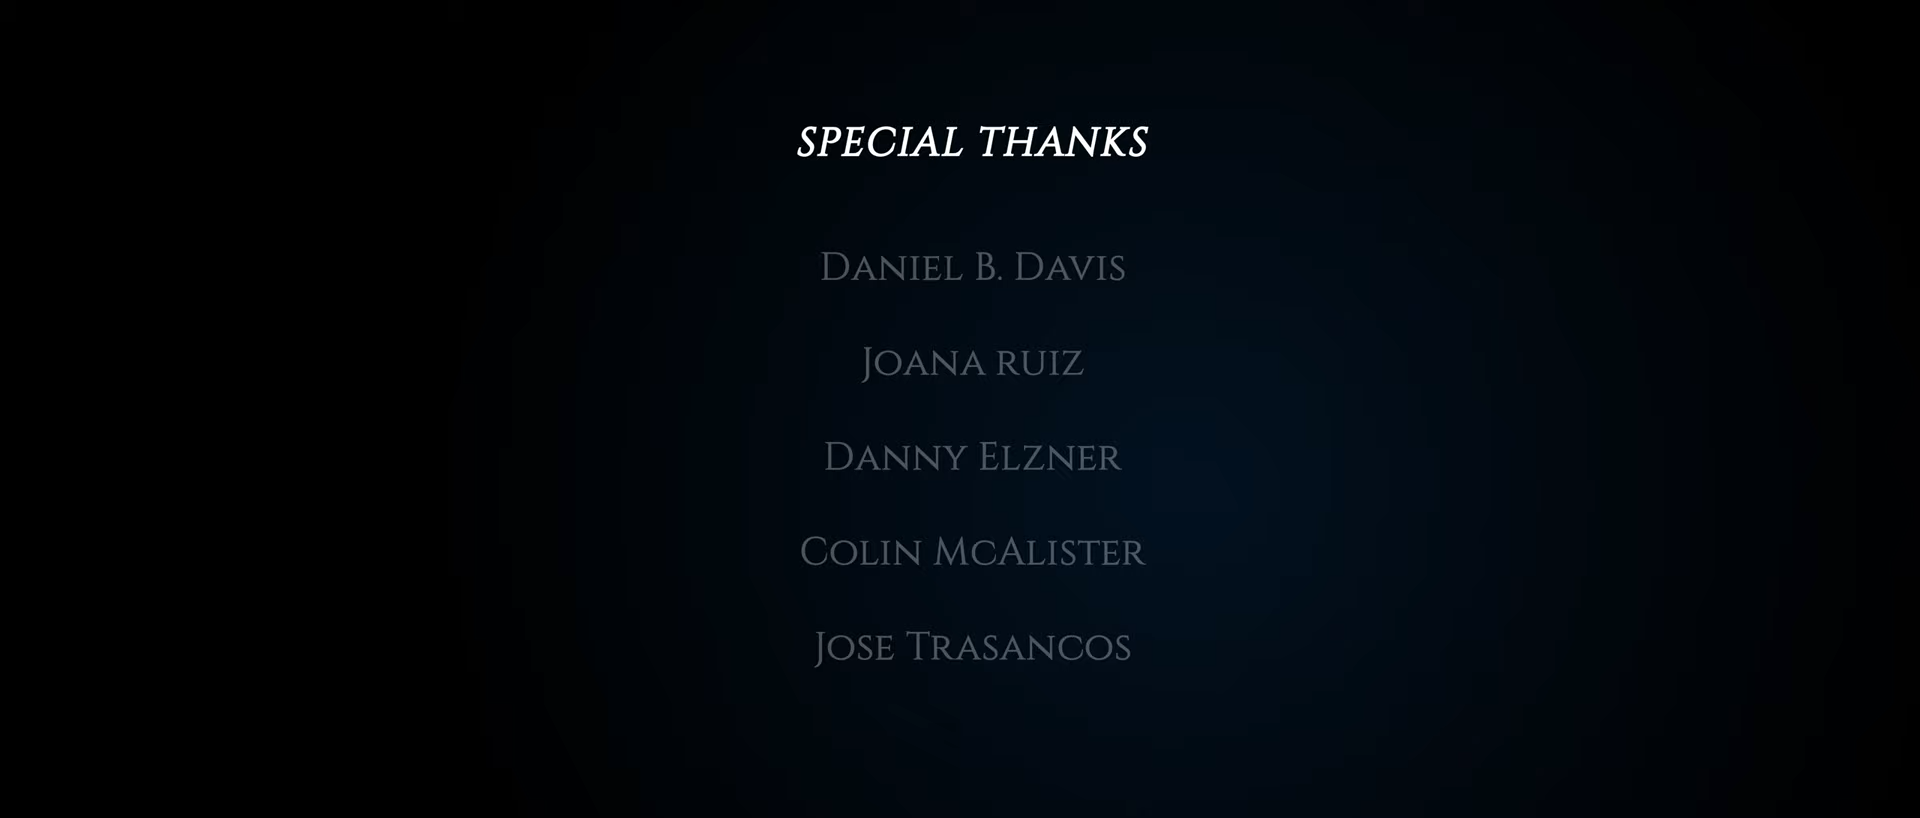 SPECIAL THANKS
Daniel B. Davis
Joana ruiz
Danny Elzner
Colin McAlister
Jose Trasancos